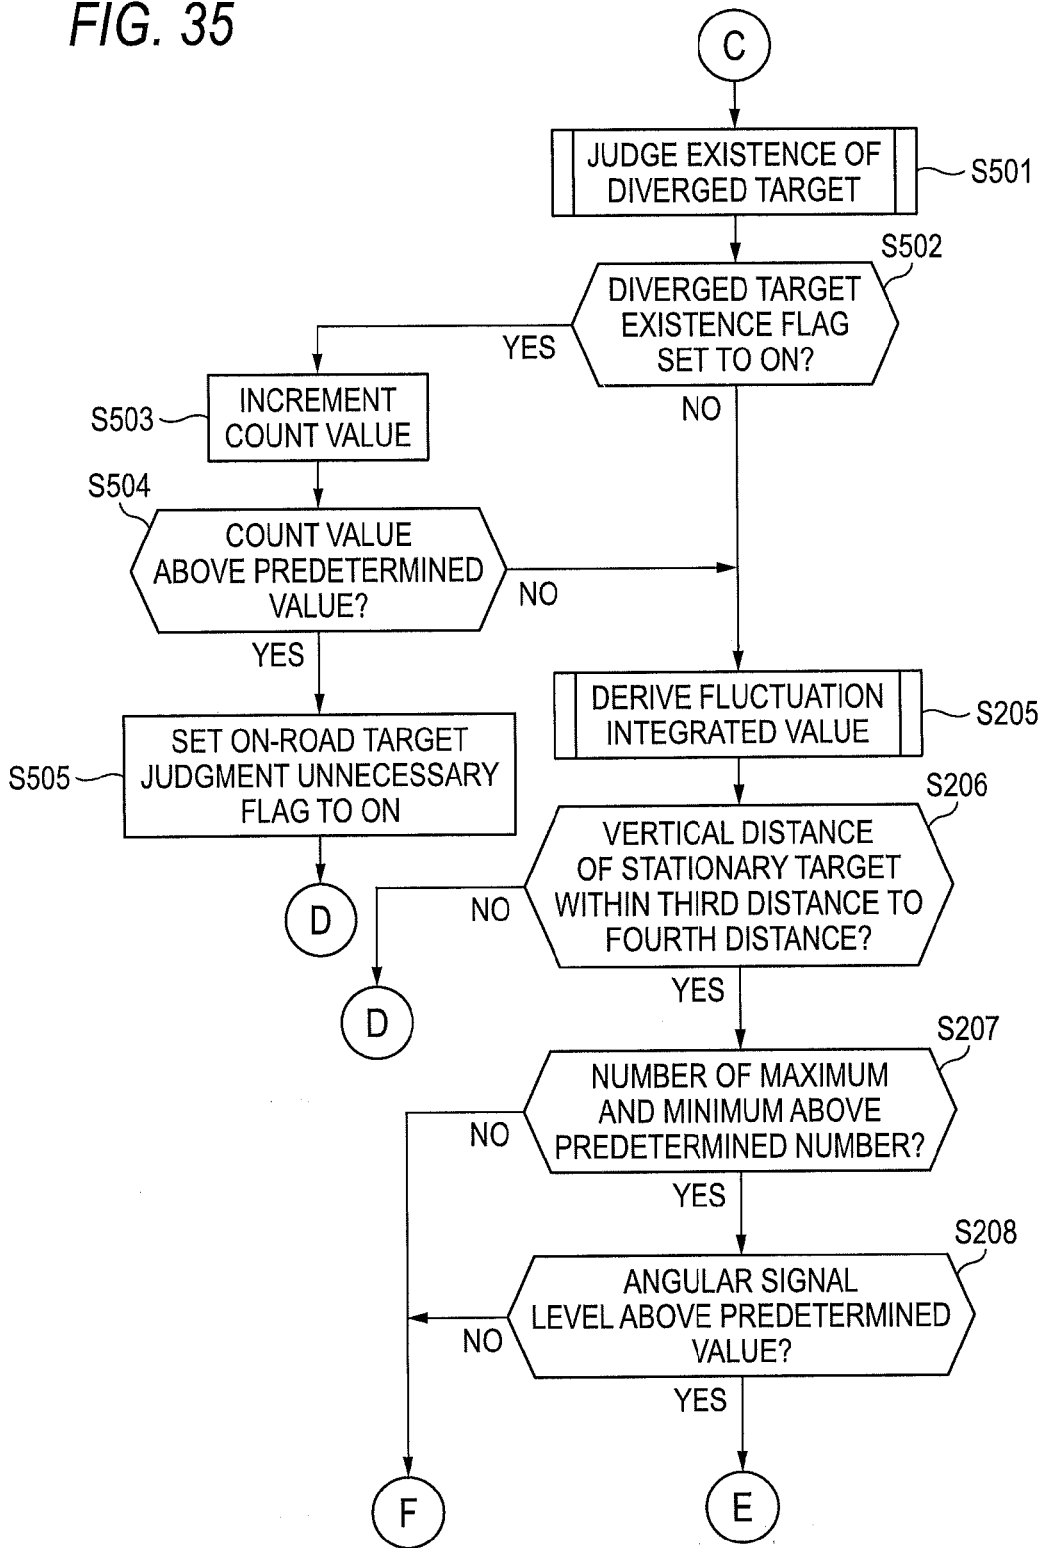 FIG. 35
C
JUDGE EXISTENCE OF
DIVERGED TARGET
S501
S502
DIVERGED TARGET
EXISTENCE FLAG
SET TO ON?
YES
NO
S503
INCREMENT
COUNT VALUE
S504
COUNT VALUE
ABOVE PREDETERMINED
VALUE?
NO
YES
S505
SET ON-ROAD TARGET
JUDGMENT UNNECESSARY
FLAG TO ON
D
DERIVE FLUCTUATION
INTEGRATED VALUE
S205
S206
VERTICAL DISTANCE
OF STATIONARY TARGET
WITHIN THIRD DISTANCE TO
FOURTH DISTANCE?
NO
D
YES
S207
NUMBER OF MAXIMUM
AND MINIMUM ABOVE
PREDETERMINED NUMBER?
NO
YES
S208
ANGULAR SIGNAL
LEVEL ABOVE PREDETERMINED
VALUE?
NO
YES
F
E